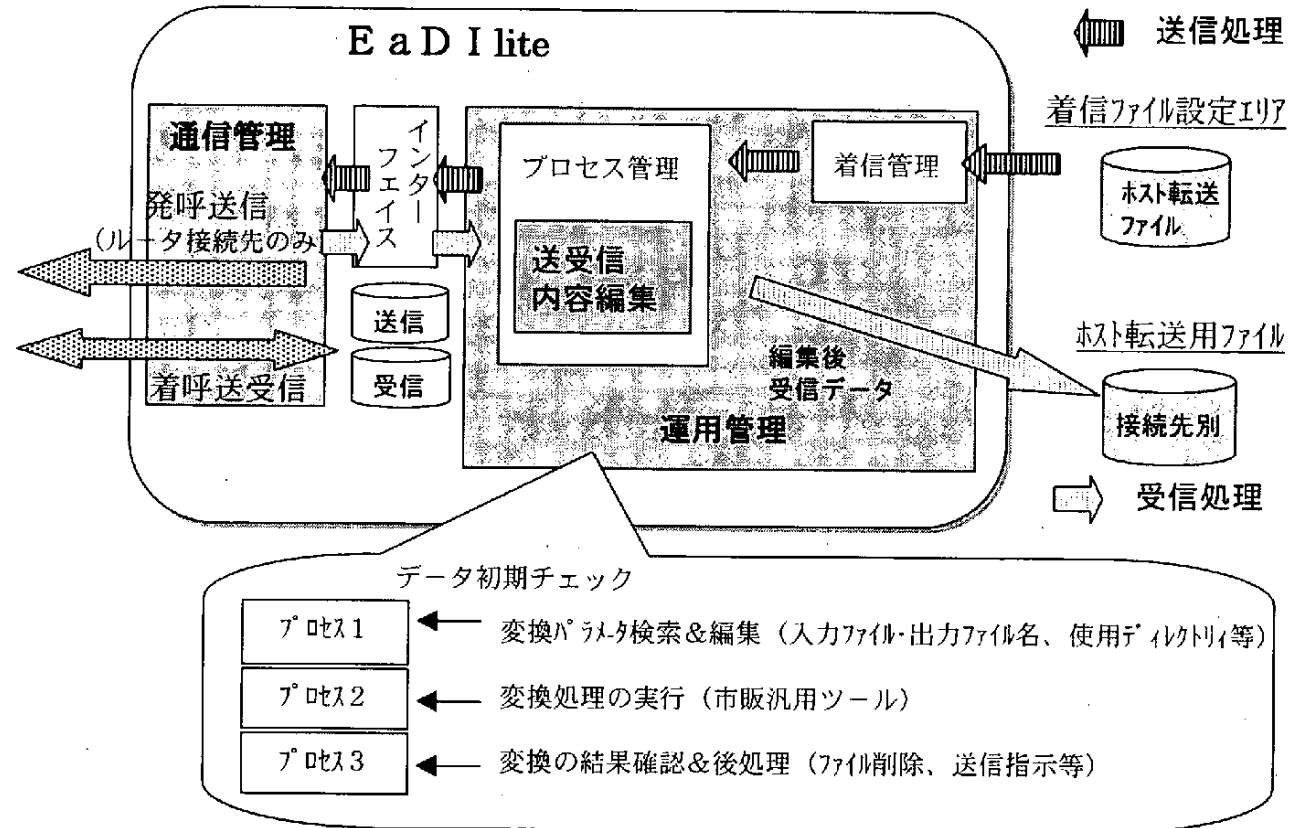 EaDIlite
送信処理
着信ﾌｧｲﾙ設定ｴﾘｱ
ﾎｽﾄ転送
ﾌｧｲﾙ
通信管理
発呼送信
(ルータ接続先のみ
着呼送受信
インター
フェイス
送信
受信
プロセス管理
送受信
内容編集
着信管理
編集後
受信データ
運用管理
ﾎｽﾄ転送用ﾌｧｲﾙ
接続先別
受信処理
データ初期チェック
ﾌﾟﾛｾｽ1
変換ﾊﾟﾗﾒｰﾀ検索＆編集（入力ﾌｧｲﾙ・出力ﾌｧｲﾙ名、使用ﾃﾞｨﾚｸﾄﾘｨ等）
ﾌﾟﾛｾｽ2
変換処理の実行（市販汎用ツール）
ﾌﾟﾛｾｽ3
変換の結果確認＆後処理（ﾌｧｲﾙ削除、送信指示等）